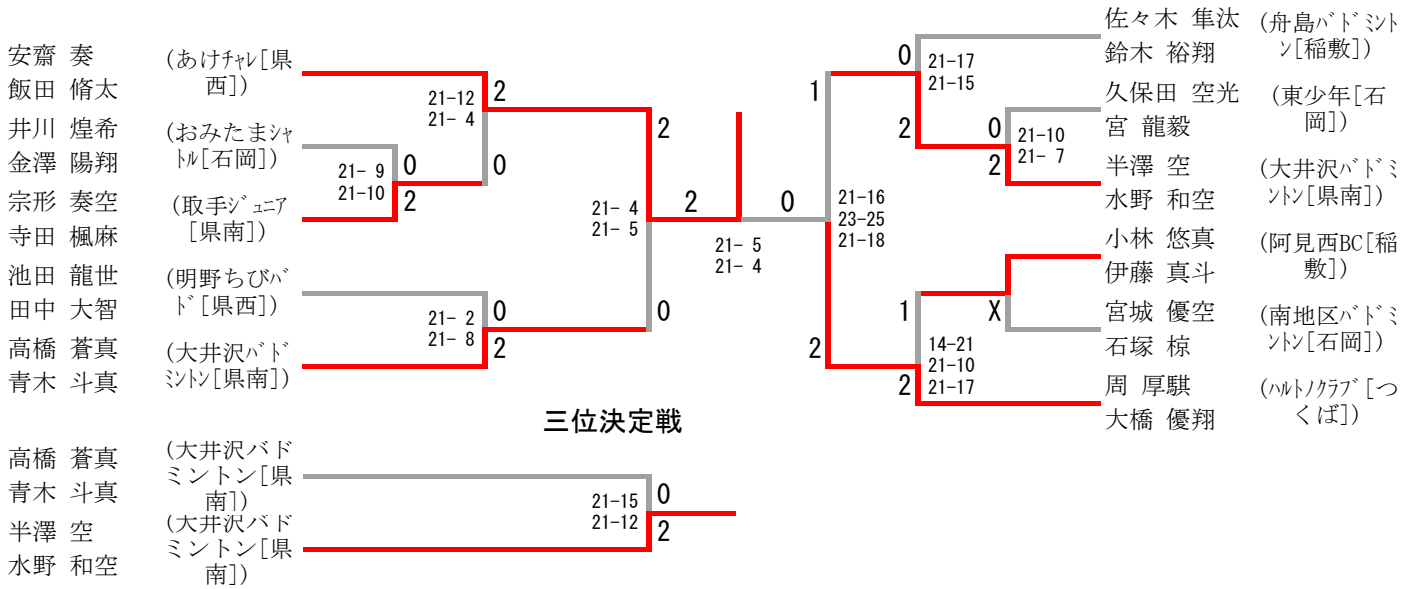 安齋 奏
飯田 脩太
(あけチャレ[県
西])
井川 煌希
金澤 陽翔
(おみたまシャ
トル[石岡])
宗形 奏空
寺田 楓麻
(取手ジュニア
[県南])
池田 龍世
田中 大智
(明野ちびバ
ド[県西])
高橋 蒼真
青木 斗真
(大井沢バド
ミントン[県南])
21-12
21- 4
2
0
21- 9
21-10
0
2
21- 2
21- 8
0
2
21- 4
21- 5
2
0
2
0
21- 5
21- 4
1
2
21-16
23-25
21-18
0
2
21-17
21-15
0
2
21-10
21- 7
1
2
14-21
21-10
21-17
X
佐々木 隼汰
鈴木 裕翔
(舟島バドミント
ン[稲敷])
久保田 空光
宮 龍毅
(東少年[石
岡])
半澤 空
水野 和空
(大井沢バドミ
ントン[県南])
小林 悠真
伊藤 真斗
(阿見西BC[稲
敷])
宮城 優空
石塚 椋
(南地区バドミ
ントン[石岡])
周 厚騏
大橋 優翔
(ハルトノクラブ[つ
くば])
三位決定戦
高橋 蒼真
青木 斗真
(大井沢バド
ミントン[県
南])
半澤 空
水野 和空
(大井沢バド
ミントン[県
南])
21-15
21-12
0
2